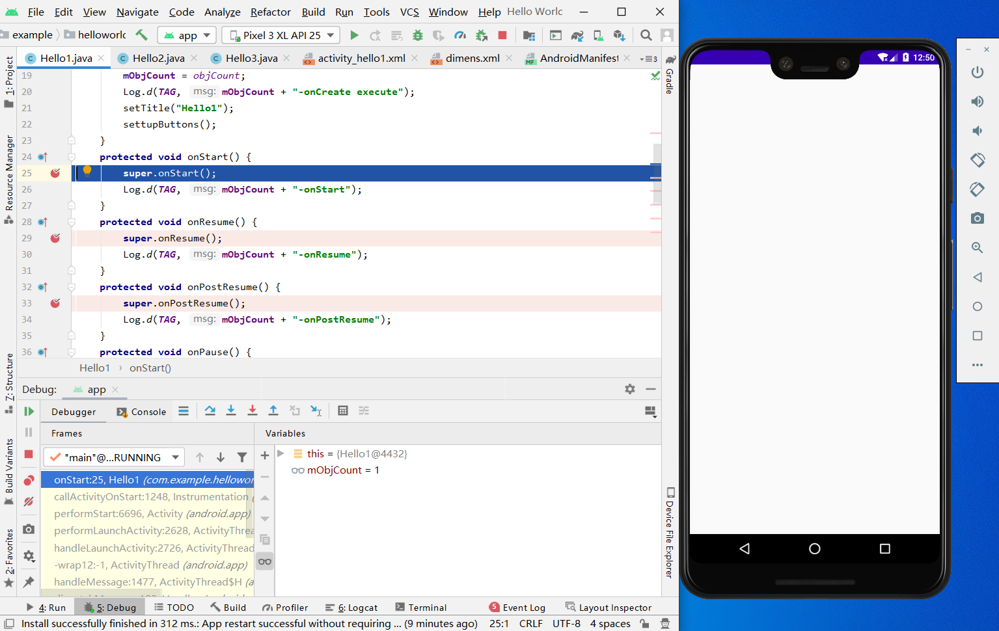 File Edit View Navigate Code Analyze Refactor Build Run Tools VCS Window Help Hello Worlc
example helloworlc app Pixel 3 XL API 25
Hello1.java Hello2.java Hello3.java activity_hello1.xml dimens.xml AndroidManifest 3
19 mObjCount = objCount;
20 Log.d(TAG, msg: mObjCount + "-onCreate execute");
21 setTitle("Hello1");
22 settupButtons();
23 }
24 protected void onStart() {
25 super.onStart();
26 Log.d(TAG, msg: mObjCount + "-onStart");
27 }
28 protected void onResume() {
29 super.onResume();
30 Log.d(TAG, msg: mObjCount + "-onResume");
31 }
32 protected void onPostResume() {
33 super.onPostResume();
34 Log.d(TAG, msg: mObjCount + "-onPostResume");
35 }
36 protected void onPause() {
Hello1 › onStart()
1: Project
Resource Manager
7: Structure
Build Variants
2: Favorites
Gradle
Device File Explorer
Debug: app
Debugger Console
Frames Variables
"main"@...RUNNING
onStart:25, Hello1 (com.example.hellowor
callActivityOnStart:1248, Instrumentation (
performStart:6696, Activity (android.app)
performLaunchActivity:2628, ActivityThrea
handleLaunchActivity:2726, ActivityThread
-wrap12:-1, ActivityThread (android.app)
handleMessage:1477, ActivityThread$H (a
this = {Hello1@4432}
mObjCount = 1
4: Run 5: Debug TODO Build Profiler 6: Logcat Terminal 5 Event Log Layout Inspector
Install successfully finished in 312 ms.: App restart successful without requiring ... (9 minutes ago) 25:1 CRLF UTF-8 4 spaces
12:50